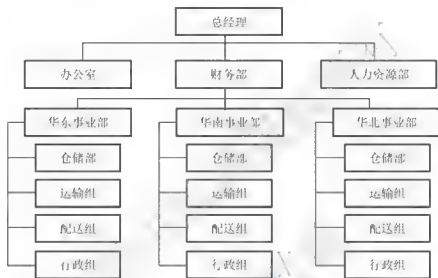 总经理
办公室 财务部 人力资源部
华东事业部 华南事业部 华北事业部
仓储部 仓储部 仓储部
运输组 运输组 运输组
配送组 配送组 配送组
行政组 行政组 行政组